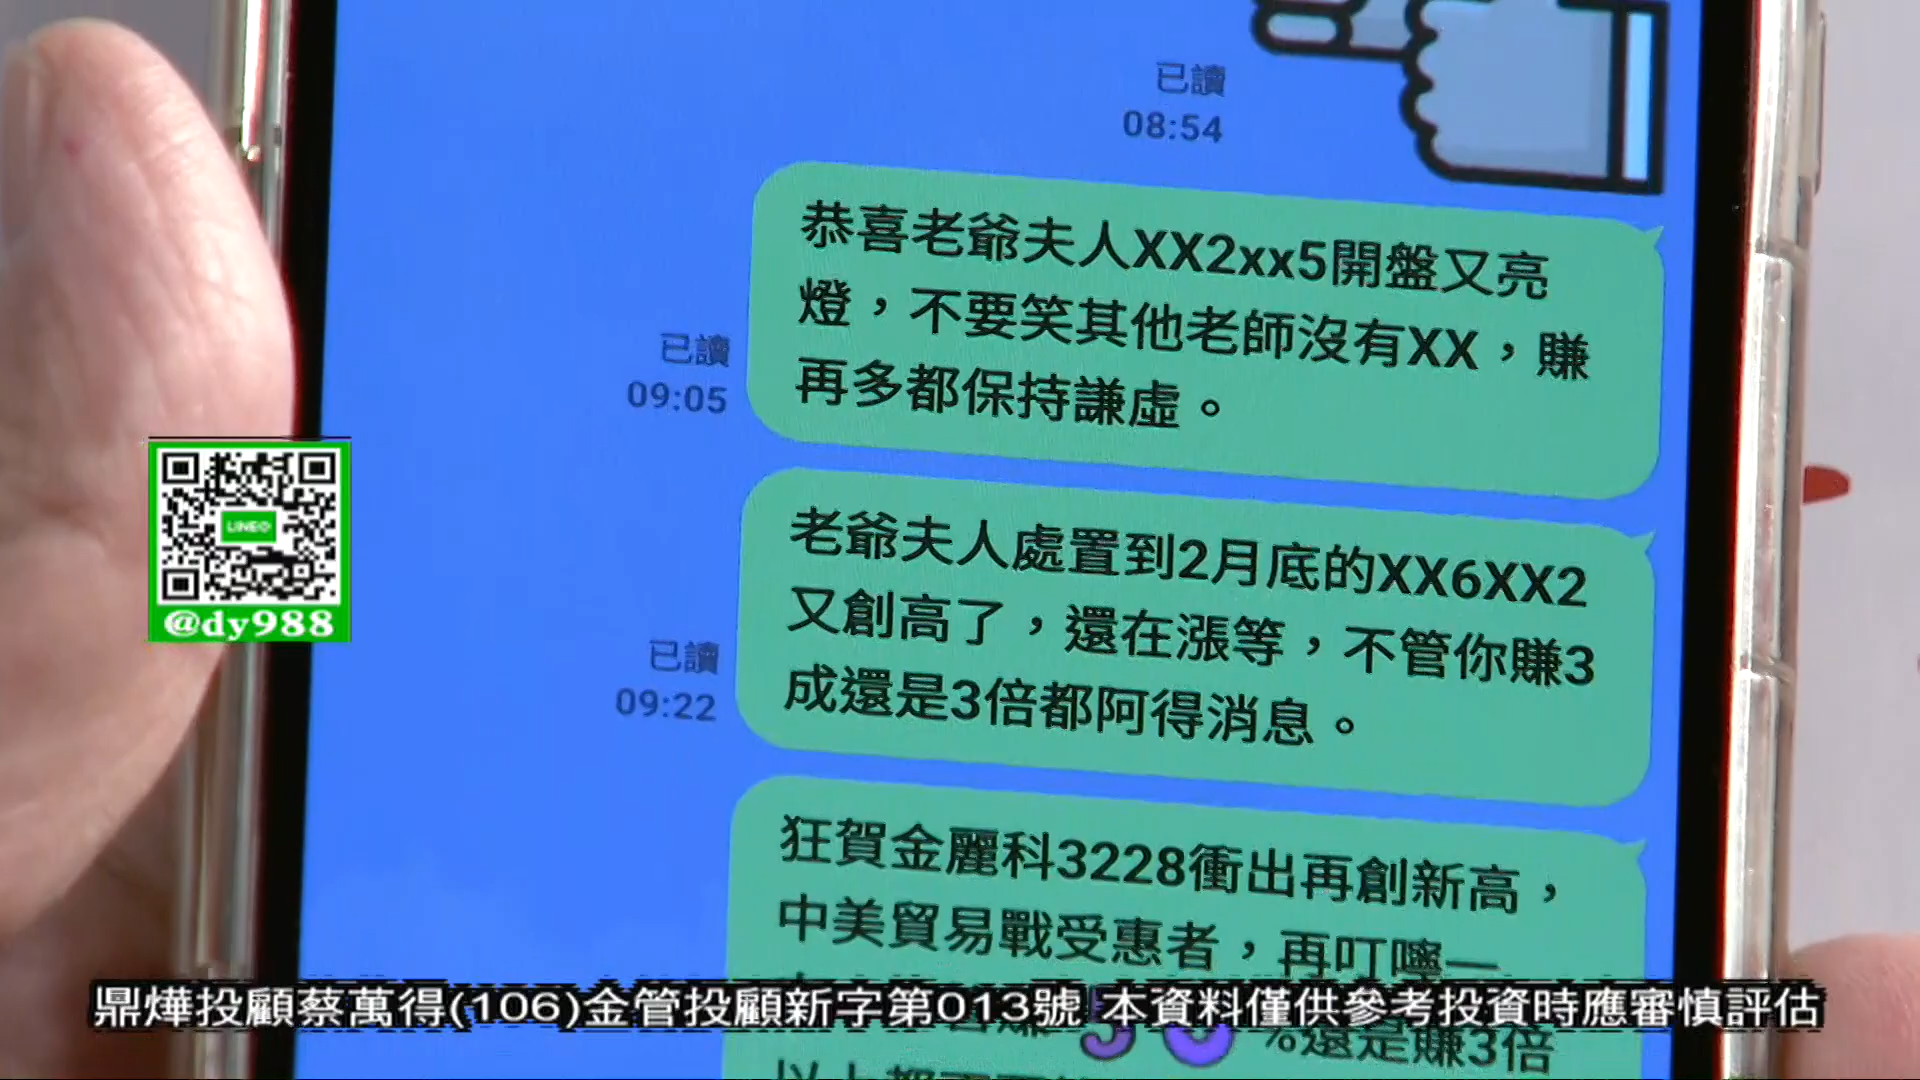 已讀
08:54
恭喜老爺夫人XX2xx5開盤又亮
燈，不要笑其他老師沒有XX，賺
再多都保持謙虛。
已讀
09:05
老爺夫人處置到2月底的XX6XX2
又創高了，還在漲等，不管你賺3
成還是3倍都阿得消息。
已讀
09:22
狂賀金麗科3228衝出再創新高，
中美貿易戰受惠者，再叮嚀一
%還是賺3倍
LINE@
@dy988
鼎燁投顧蔡萬得(106)金管投顧新字第013號 本資料僅供參考投資時應審慎評估